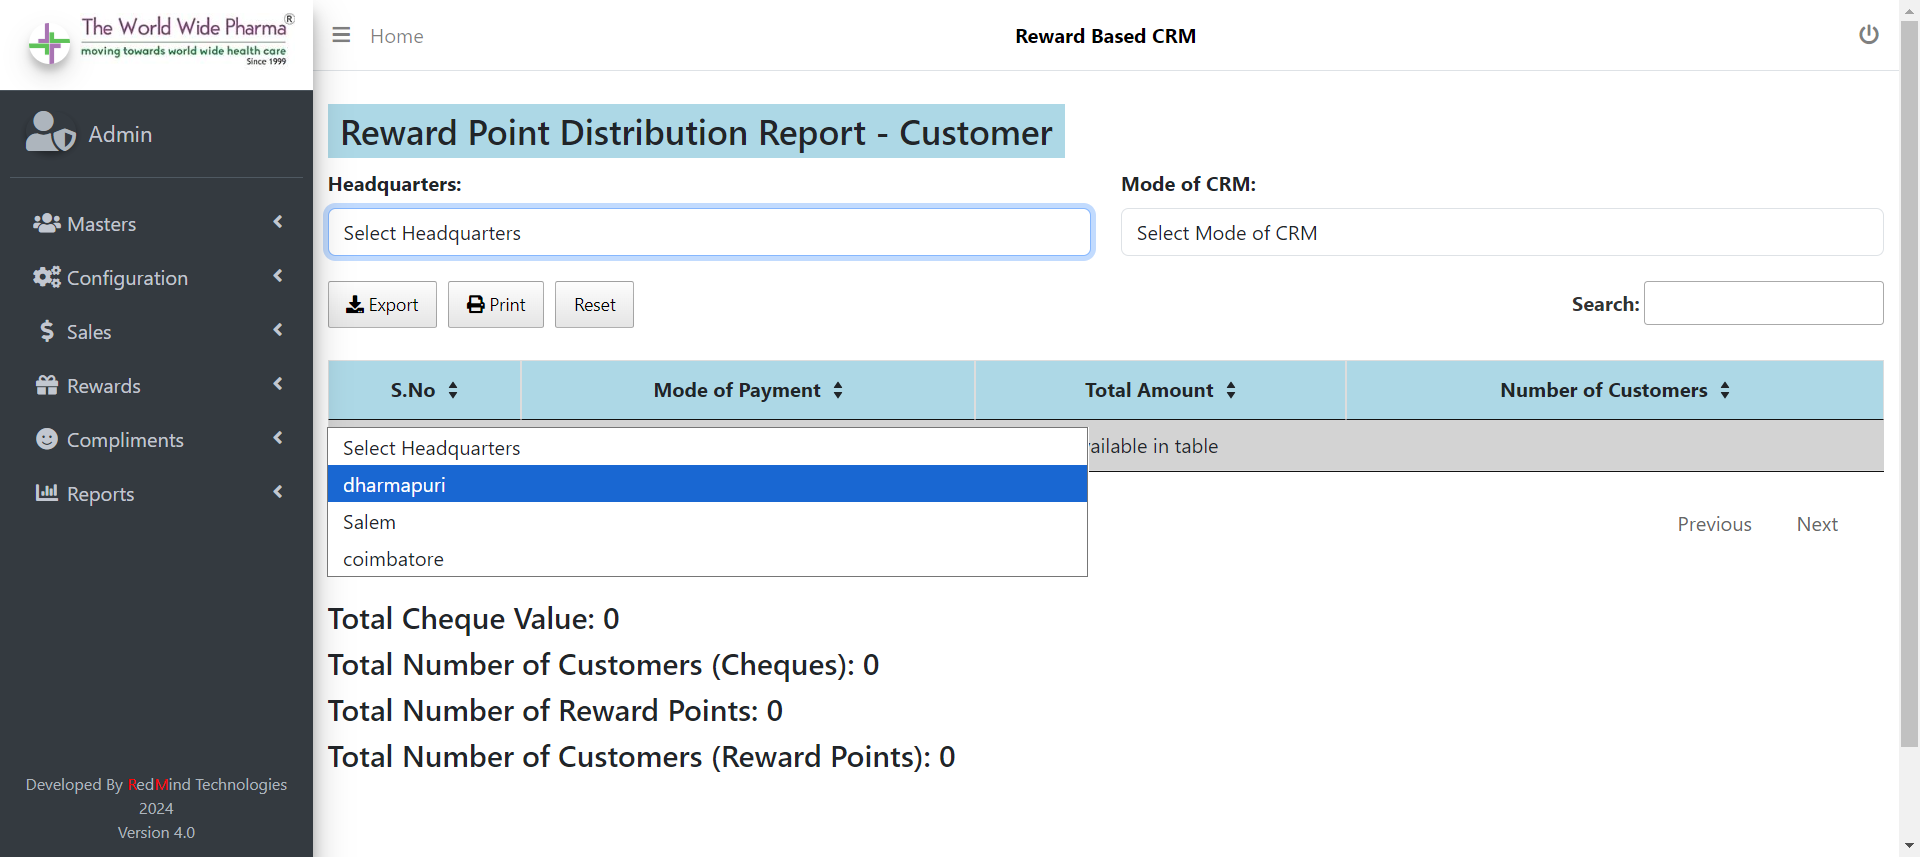 The World Wide Pharma®
moving towards world wide health care
Since 1999
Home
Reward Based CRM
Admin
Masters
Configuration
Sales
Rewards
Compliments
Reports
Developed By RedMind Technologies
2024
Version 4.0
Reward Point Distribution Report - Customer
Headquarters:
Mode of CRM:
Select Headquarters
Select Mode of CRM
Export
Print
Reset
Search:
S.No
Mode of Payment
Total Amount
Number of Customers
Select Headquarters
dharmapuri
Salem
coimbatore
in table
Previous
Next
Total Cheque Value: 0
Total Number of Customers (Cheques): 0
Total Number of Reward Points: 0
Total Number of Customers (Reward Points): 0